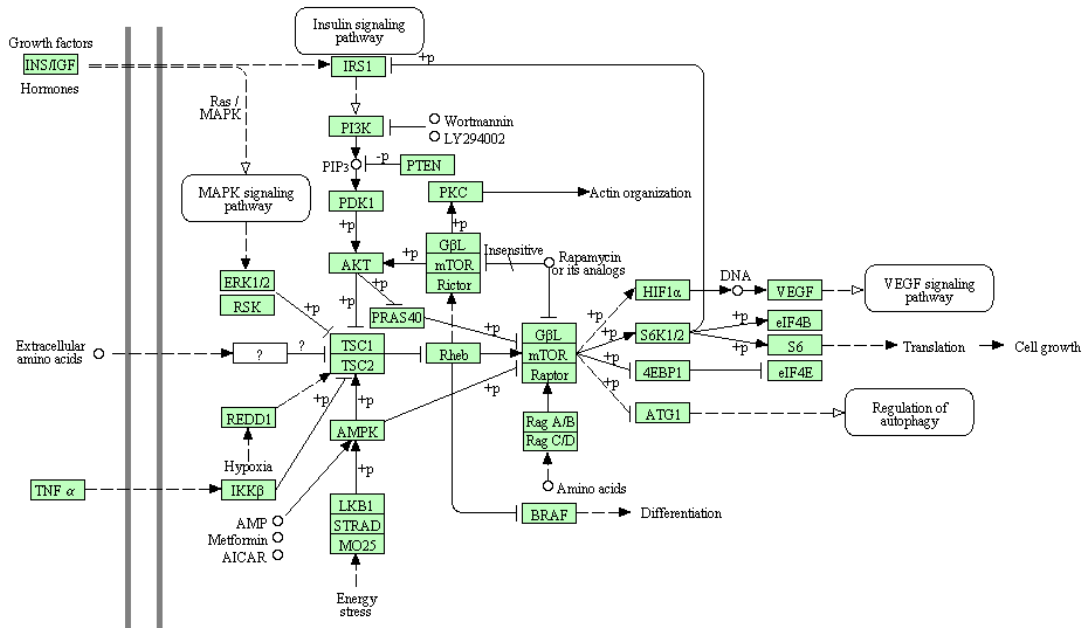 Insulin signaling
pathway
Growth factors
INS/IGF
Hormones
IRS1
+p
Ras /
MAPK
PI3K
Wortmannin
LY294002
PIP3
-p
PTEN
MAPK signaling
pathway
PDK1
+p
PKC
Actin organization
+p
GβL
mTOR
Rictor
Insensitive
Rapamycin
or its analogs
AKT
+p
ERK1/2
RSK
+p
+p
+p
PRAS40
+p
HIF1α
DNA
VEGF
VEGF signaling
pathway
Extracellular
amino acids
?
?
TSC1
TSC2
Rheb
GβL
mTOR
Raptor
+p
S6K1/2
+p
eIF4B
+p
S6
Translation
Cell growth
+p
4EBP1
eIF4E
+p
+p
ATG1
Regulation of
autophagy
REDD1
+p
+p
+p
AMPK
Rag A/B
Rag C/D
Hypoxia
TNF α
IKKβ
+p
Amino acids
AMP
Metformin
AICAR
LKB1
STRAD
MO25
BRAF
Differentiation
Energy
stress